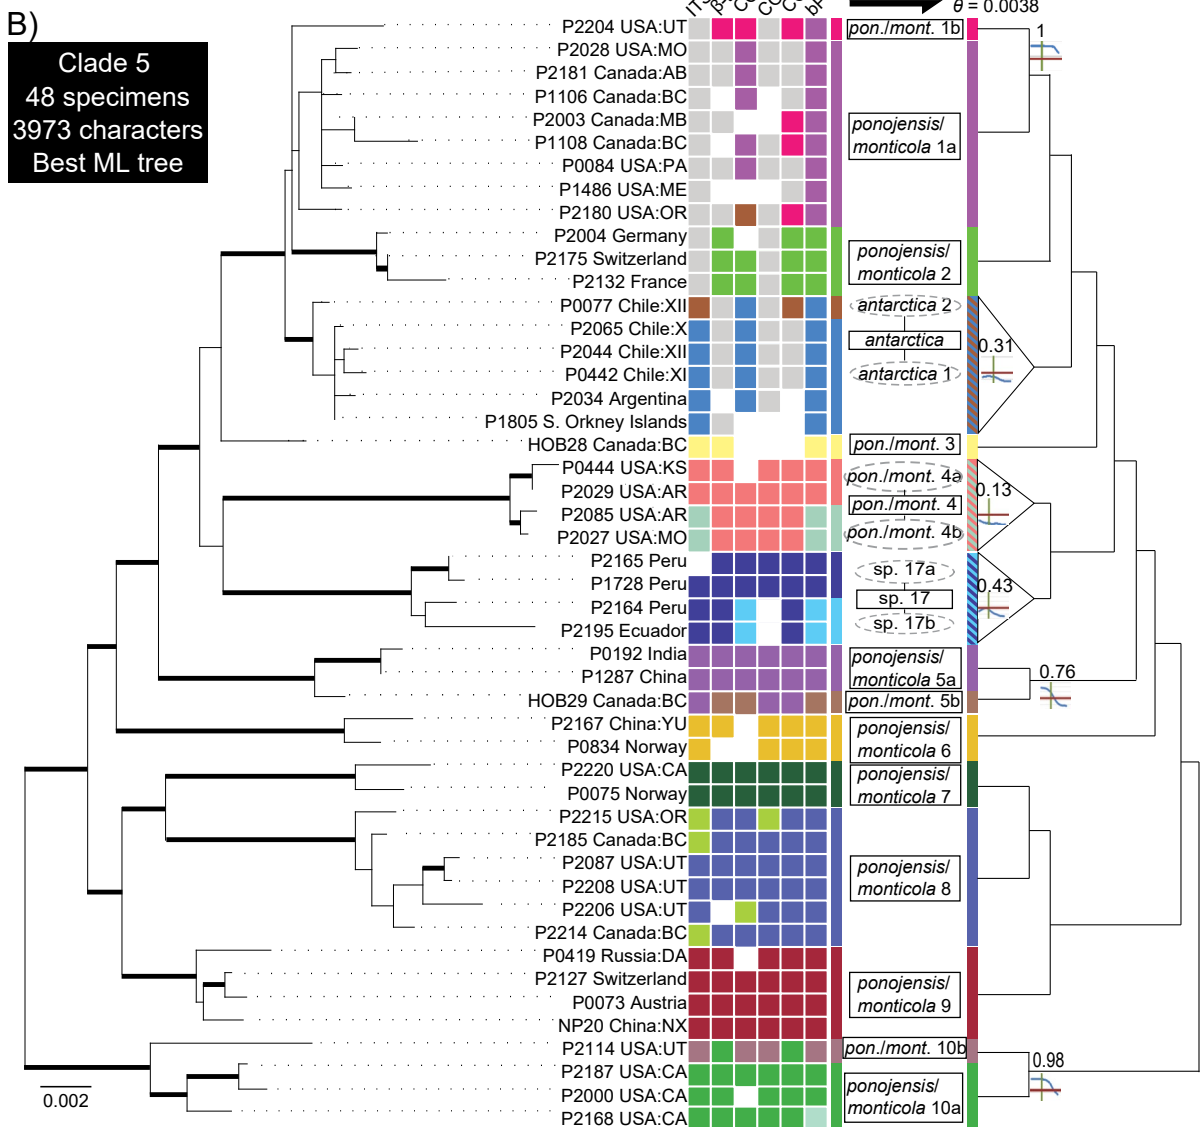 B)
Clade 5
48 specimens
3973 characters
Best ML tree
θ = 0.0038
P2204 USA:UT
P2028 USA:MO
P2181 Canada:AB
P1106 Canada:BC
P2003 Canada:MB
P1108 Canada:BC
P0084 USA:PA
P1486 USA:ME
P2180 USA:OR
P2004 Germany
P2175 Switzerland
P2132 France
P0077 Chile:XII
P2065 Chile:X
P2044 Chile:XII
P0442 Chile:XI
P2034 Argentina
P1805 S. Orkney Islands
HOB28 Canada:BC
P0444 USA:KS
P2029 USA:AR
P2085 USA:AR
P2027 USA:MO
P2165 Peru
P1728 Peru
P2164 Peru
P2195 Ecuador
P0192 India
P1287 China
HOB29 Canada:BC
P2167 China:YU
P0834 Norway
P2220 USA:CA
P0075 Norway
P2215 USA:OR
P2185 Canada:BC
P2087 USA:UT
P2208 USA:UT
P2206 USA:UT
P2214 Canada:BC
P0419 Russia:DA
P2127 Switzerland
P0073 Austria
NP20 China:NX
P2114 USA:UT
P2187 USA:CA
P2000 USA:CA
P2168 USA:CA
pon./mont. 1b
ponojensis/
monticola 1a
ponojensis/
monticola 2
antarctica 2
antarctica
antarctica 1
pon./mont. 3
pon./mont. 4a
pon./mont. 4
pon./mont. 4b
sp. 17a
sp. 17
sp. 17b
ponojensis/
monticola 5a
pon./mont. 5b
ponojensis/
monticola 6
ponojensis/
monticola 7
ponojensis/
monticola 8
ponojensis/
monticola 9
pon./mont. 10b
ponojensis/
monticola 10a
1
0.31
0.13
0.43
0.76
0.98
0.002